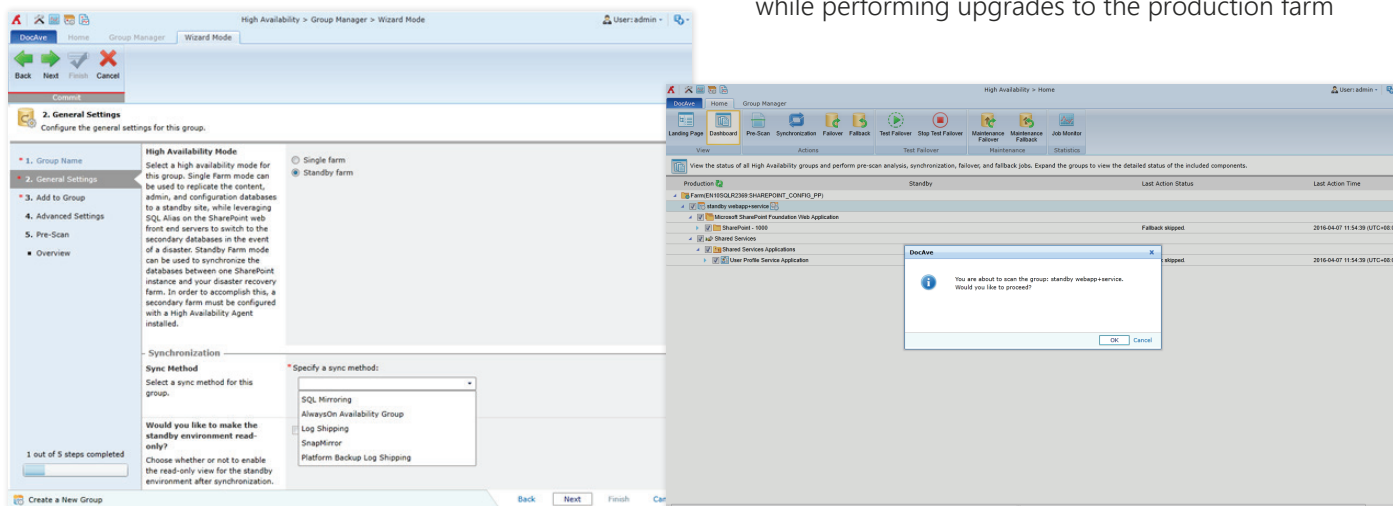 while performing upgrades to the production farm
High Availability > Group Manager > Wizard Mode
User: admin
DocAve
Home
Group Manager
Wizard Mode
Back
Next
Finish
Cancel
Commit
2. General Settings
Configure the general settings for this group.
* 1. Group Name
* 2. General Settings
* 3. Add to Group
4. Advanced Settings
5. Pre-Scan
Overview
1 out of 5 steps completed
High Availability Mode
Select a high availability mode for
this group. Single Farm mode can
be used to replicate the content,
admin, and configuration databases
to a standby site, while leveraging
SQL Alias on the SharePoint web
front end servers to switch to the
secondary databases in the event
of a disaster. Standby Farm mode
can be used to synchronize the
databases between one SharePoint
instance and your disaster recovery
farm. In order to accomplish this, a
secondary farm must be configured
with a High Availability Agent
installed.
Single farm
Standby farm
Synchronization
Sync Method
Select a sync method for this
group.
* Specify a sync method:
SQL Mirroring
AlwaysOn Availability Group
Log Shipping
SnapMirror
Platform Backup Log Shipping
Would you like to make the
standby environment read-
only?
Choose whether or not to enable
the read-only view for the standby
environment after synchronization.
Create a New Group
Back
Next
Finish
High Availability > Home
User: admin
DocAve
Home
Group Manager
Landing Page
Dashboard
Pre-Scan
Synchronization
Failover
Fallback
Test Failover
Stop Test Failover
Maintenance Failover
Maintenance Fallback
Job Monitor
View
Actions
Test Failover
Maintenance
Statistics
View the status of all High Availability groups and perform pre-scan analysis, synchronization, failover, and fallback jobs. Expand the groups to view the detailed status of the included components.
Production
Standby
Last Action Status
Last Action Time
Farm(EN10SQLR2369:SHAREPOINT_CONFIG_PP)
standby webapp+service
Microsoft SharePoint Foundation Web Application
SharePoint - 1000
Fallback skipped.
2016-04-07 11:54:39 (UTC+08:
Shared Services
Shared Services Applications
User Profile Service Application
skipped.
2016-04-07 11:54:39 (UTC+08:
DocAve
You are about to scan the group: standby webapp+service.
Would you like to proceed?
OK
Cancel